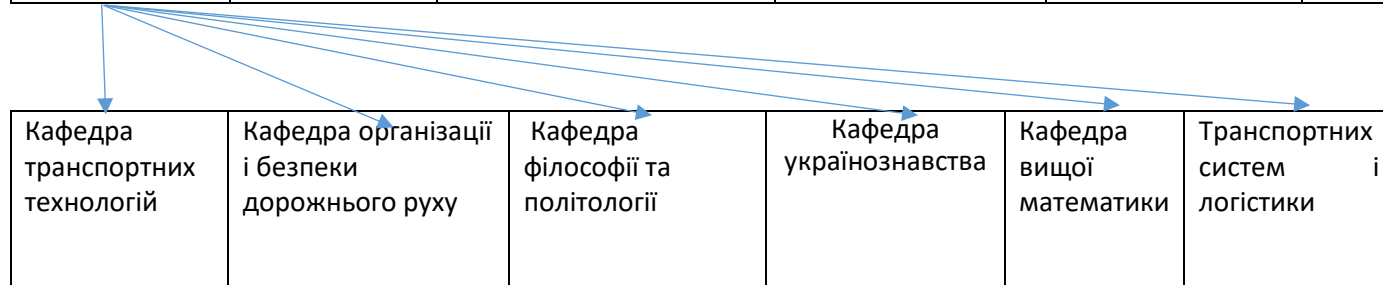 Кафедра
транспортних
технологій
Кафедра організації
і безпеки
дорожнього руху
Кафедра
філософії та
політології
Кафедра
українознавства
Кафедра
вищої
математики
Транспортних
систем і
логістики